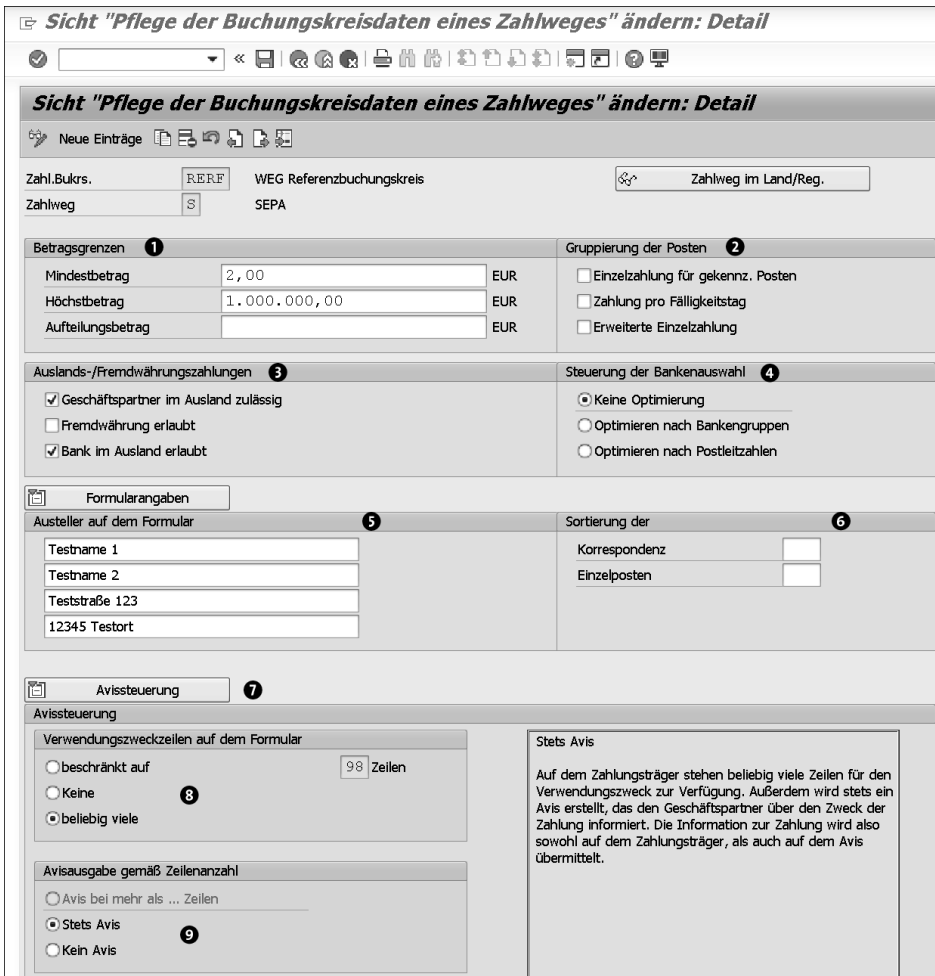 Sicht "Pflege der Buchungskreisdaten eines Zahlweges" ändern: Detail
Sicht "Pflege der Buchungskreisdaten eines Zahlweges" ändern: Detail
Neue Einträge
Zahl.Bukrs. RERF WEG Referenzbuchungskreis Zahlweg im Land/Reg.
Zahlweg S SEPA
Betragsgrenzen 1
Mindestbetrag 2,00 EUR
Höchstbetrag 1.000.000,00 EUR
Aufteilungsbetrag EUR
Gruppierung der Posten 2
Einzelzahlung für gekennz. Posten
Zahlung pro Fälligkeitstag
Erweiterte Einzelzahlung
Auslands-/Fremdwährungszahlungen 3
Geschäftspartner im Ausland zulässig
Fremdwährung erlaubt
Bank im Ausland erlaubt
Steuerung der Bankenauswahl 4
Keine Optimierung
Optimieren nach Bankengruppen
Optimieren nach Postleitzahlen
Formularangaben
Austeller auf dem Formular 5
Testname 1
Testname 2
Teststraße 123
12345 Testort
Sortierung der 6
Korrespondenz
Einzelposten
Avissteuerung 7
Avissteuerung
Verwendungszweckzeilen auf dem Formular
beschränkt auf 98 Zeilen
Keine 8
beliebig viele
Avisausgabe gemäß Zeilenanzahl
Avis bei mehr als ... Zeilen
Stets Avis
9
Kein Avis
Stets Avis
Auf dem Zahlungsträger stehen beliebig viele Zeilen für den
Verwendungszweck zur Verfügung. Außerdem wird stets ein
Avis erstellt, das den Geschäftspartner über den Zweck der
Zahlung informiert. Die Information zur Zahlung wird also
sowohl auf dem Zahlungsträger, als auch auf dem Avis
übermittelt.